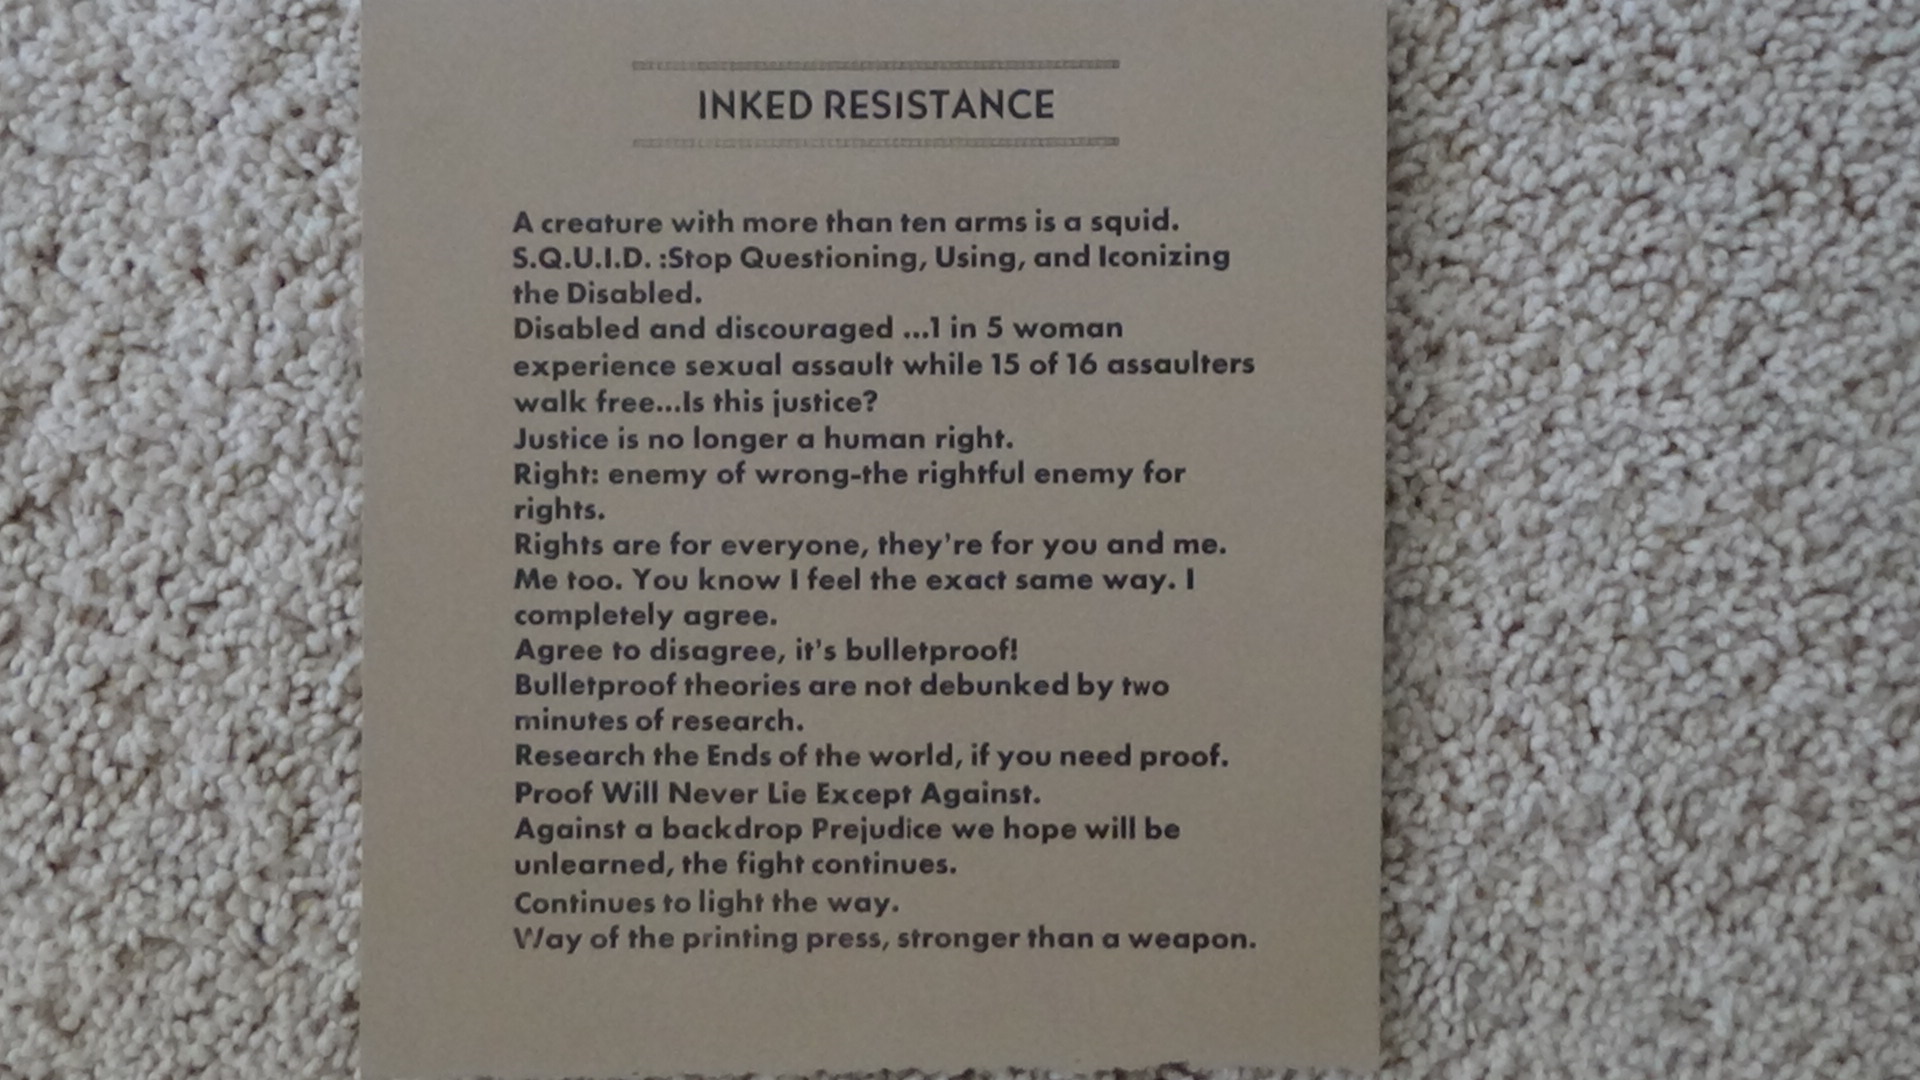 INKED RESISTANCE
A creature with more than ten arms is a squid.
S.Q.U.I.D. :Stop Questioning, Using, and Iconizing
the Disabled.
Disabled and discouraged ...1 in 5 woman
experience sexual assault while 15 of 16 assaulters
walk free...Is this justice?
Justice is no longer a human right.
Right: enemy of wrong-the rightful enemy for
rights.
Rights are for everyone, they're for you and me.
Me too. You know I feel the exact same way. I
completely agree.
Agree to disagree, it's bulletproof!
Bulletproof theories are not debunked by two
minutes of research.
Research the Ends of the world, if you need proof.
Proof Will Never Lie Except Against.
Against a backdrop Prejudice we hope will be
unlearned, the fight continues.
Continues to light the way.
Way of the printing press, stronger than a weapon.